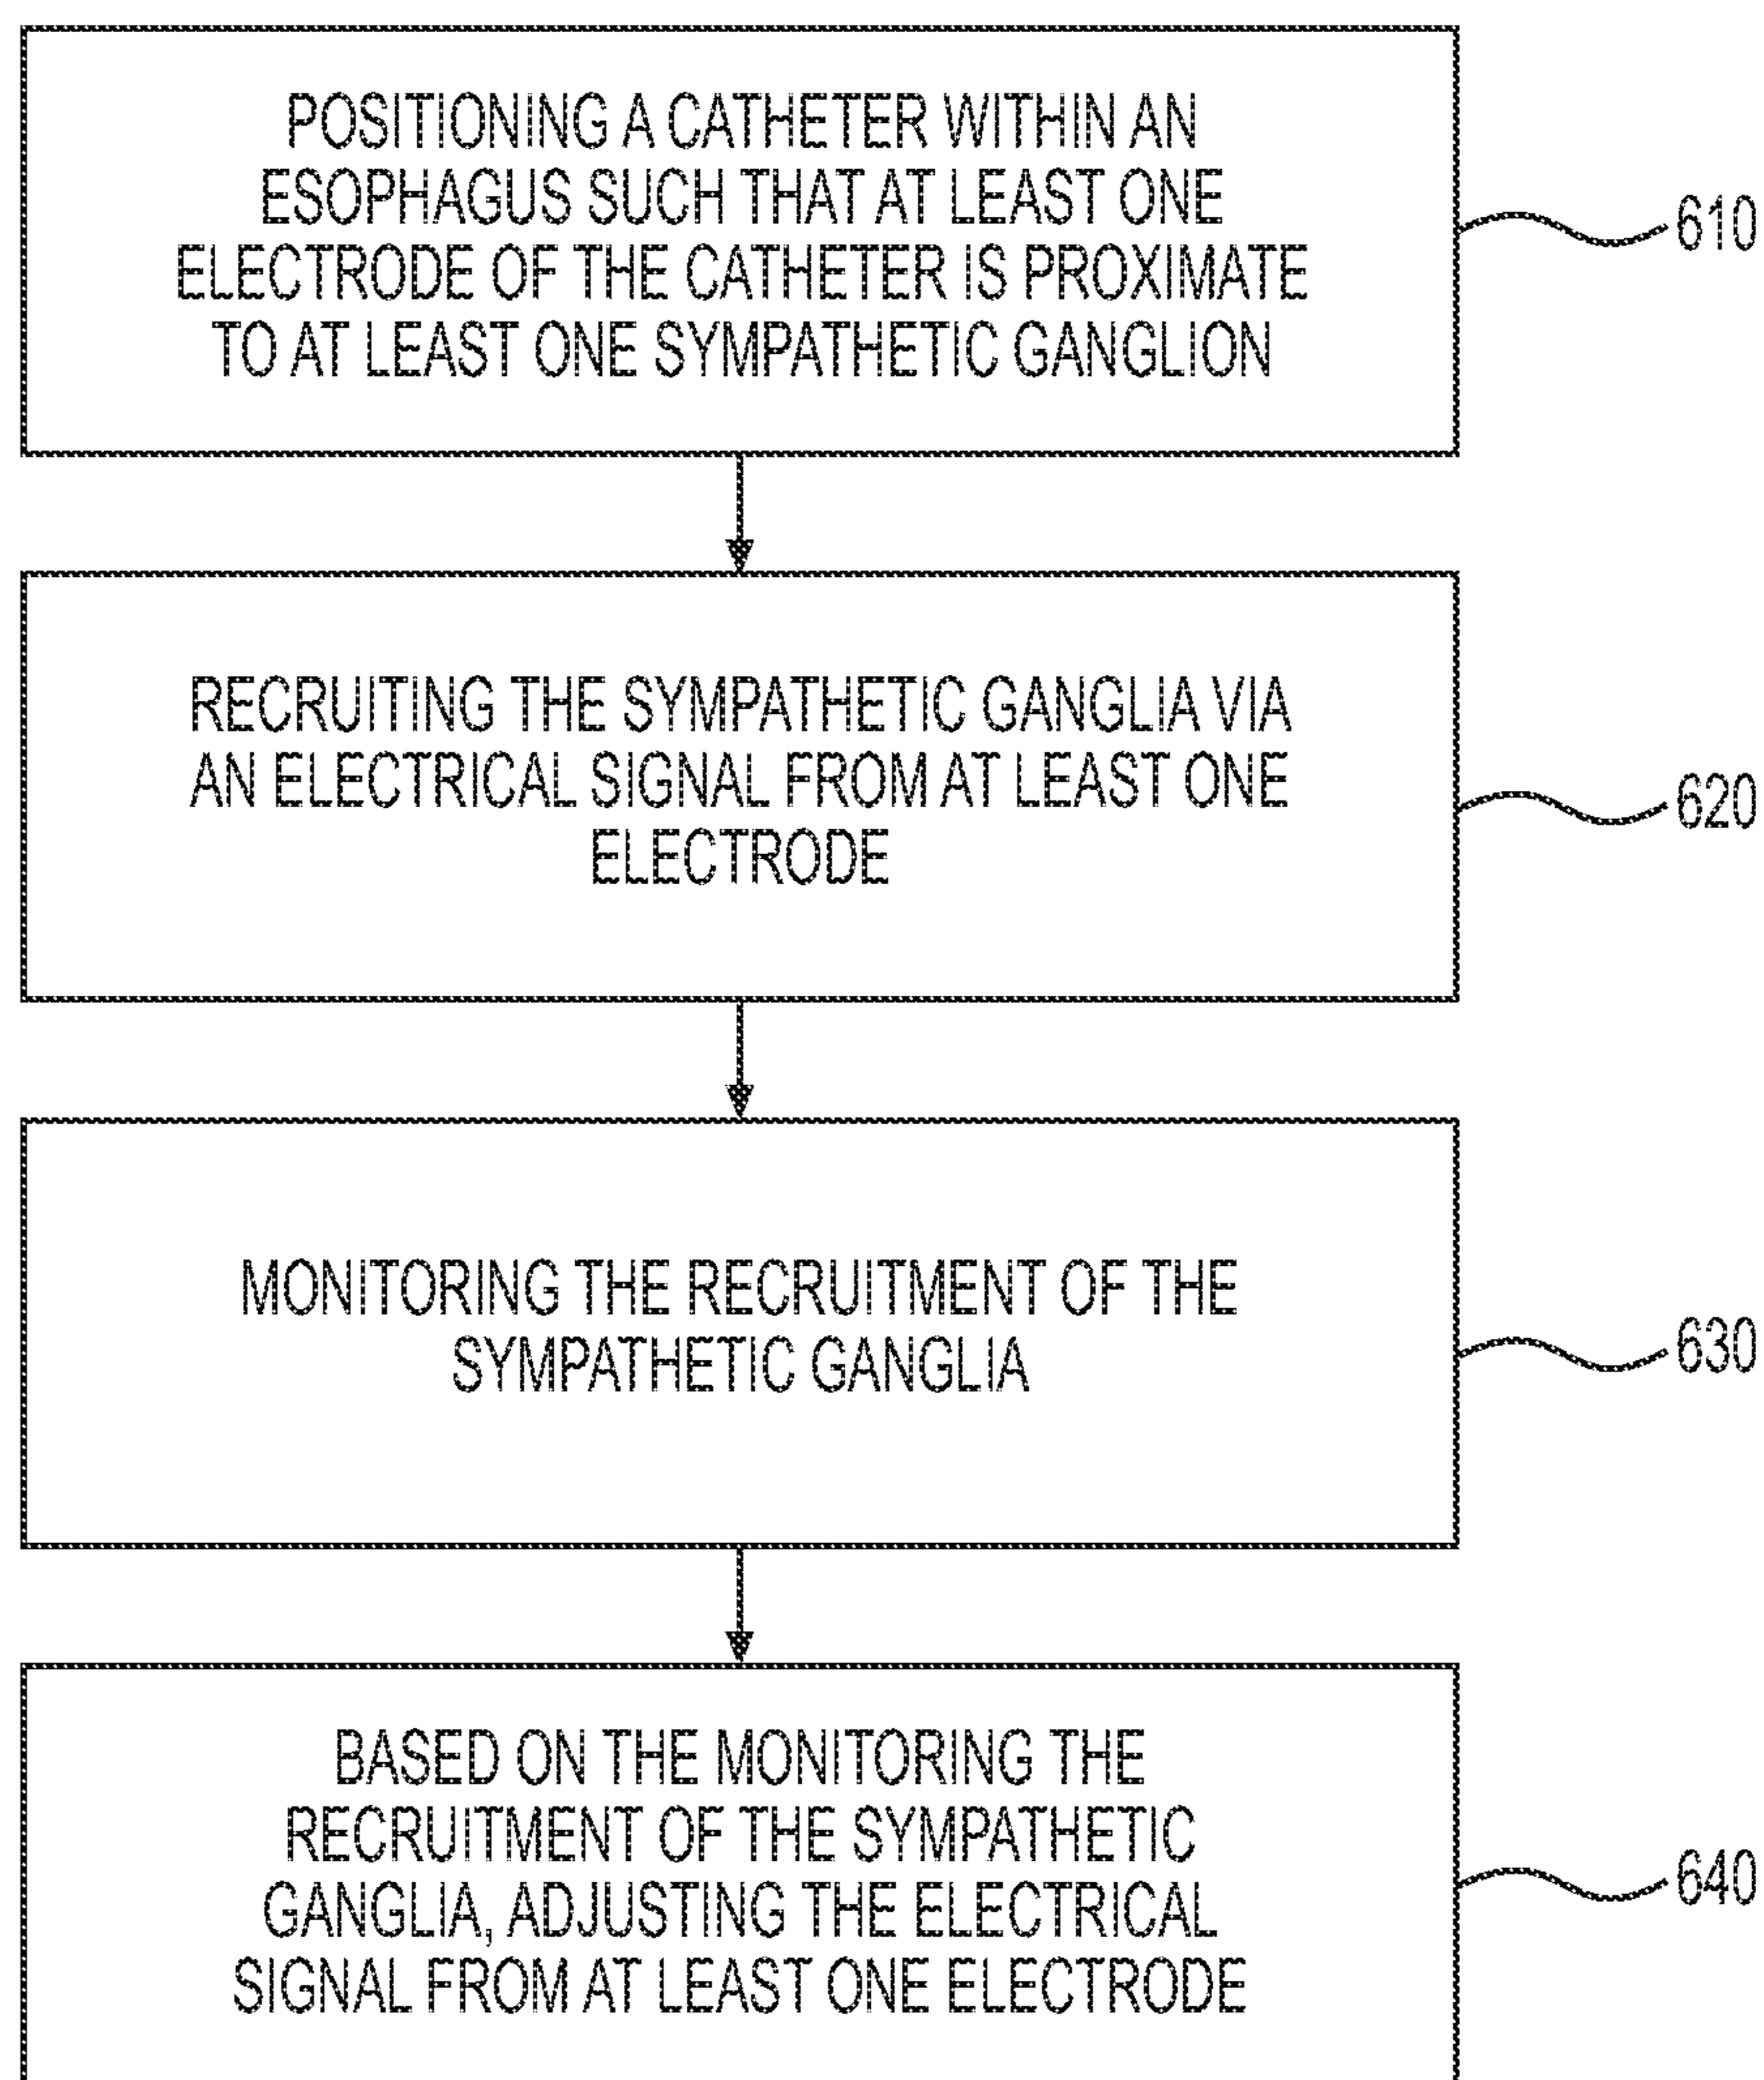 POSITIONING A CATHETER WITHIN AN
ESOPHAGUS SUCH THAT AT LEAST ONE
ELECTRODE OF THE CATHETER IS PROXIMATE
TO AT LEAST ONE SYMPATHETIC GANGLION
610
RECRUITING THE SYMPATHETIC GANGLIA VIA
AN ELECTRICAL SIGNAL FROM AT LEAST ONE
ELECTRODE
620
MONITORING THE RECRUITMENT OF THE
SYMPATHETIC GANGLIA
630
BASED ON THE MONITORING THE
RECRUITMENT OF THE SYMPATHETIC
GANGLIA, ADJUSTING THE ELECTRICAL
SIGNAL FROM AT LEAST ONE ELECTRODE
640